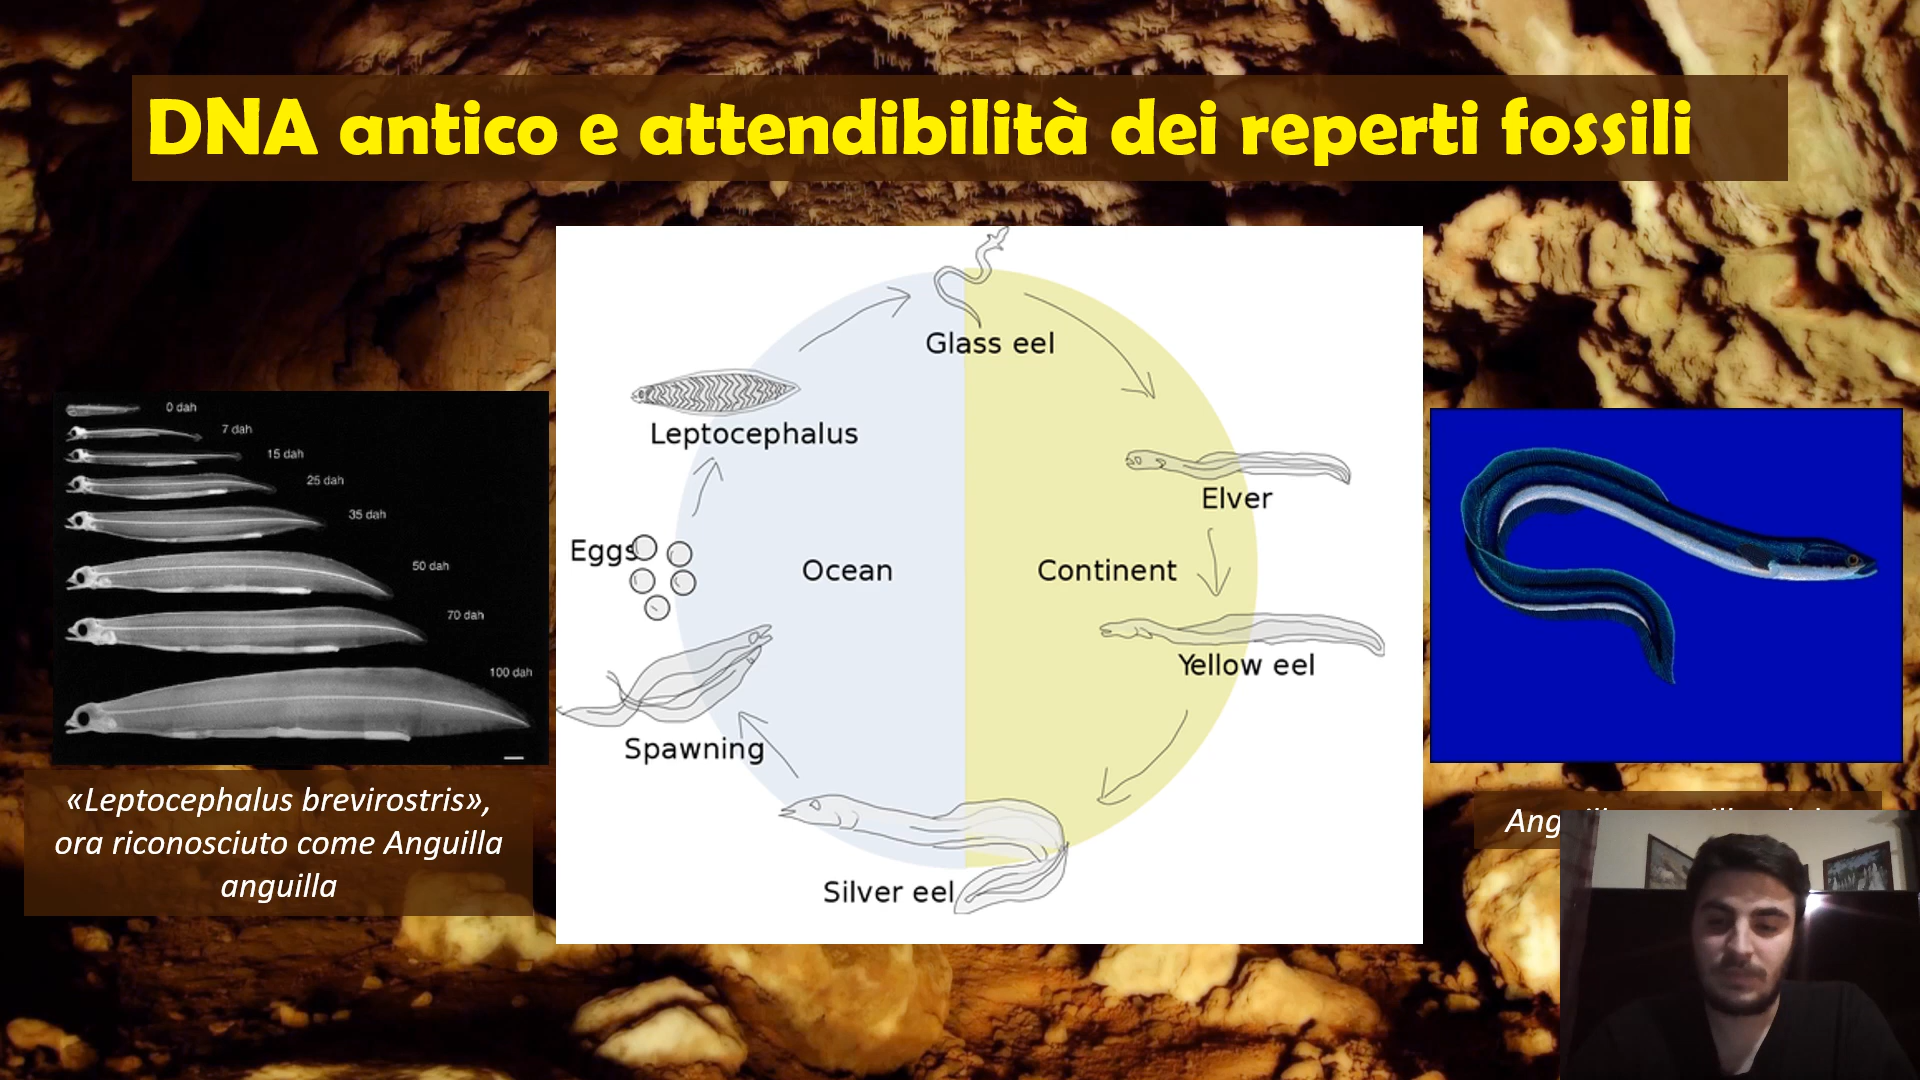 DNA antico e attendibilità dei reperti fossili
0 dah
7 dah
15 dah
25 dah
35 dah
50 dah
70 dah
100 dah
«Leptocephalus brevirostris»,
ora riconosciuto come Anguilla
anguilla
Glass eel
Leptocephalus
Elver
Eggs
Ocean
Continent
Yellow eel
Spawning
Silver eel